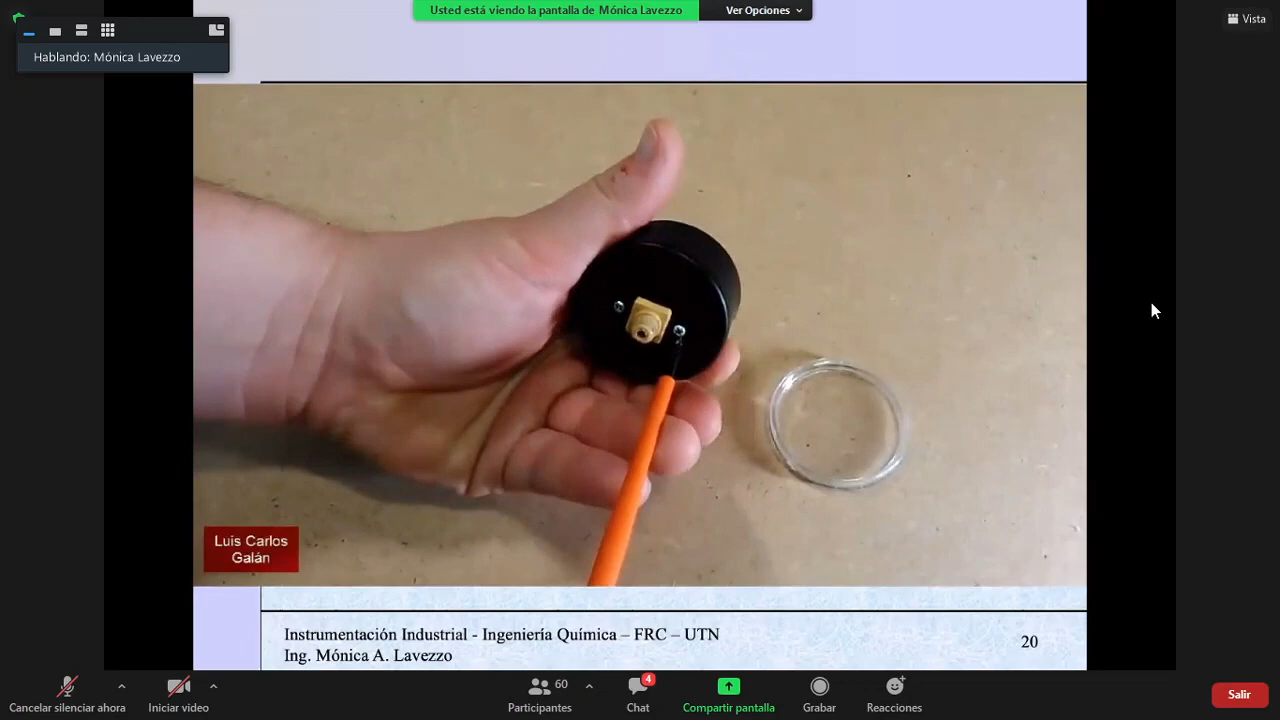 Usted está viendo la pantalla de Mónica Lavezzo
Ver Opciones
Vista
Hablando: Mónica Lavezzo
Luis Carlos
Galán
Instrumentación Industrial - Ingeniería Química – FRC – UTN
Ing. Mónica A. Lavezzo
20
Cancelar silenciar ahora
Iniciar video
60
Participantes
4
Chat
Compartir pantalla
Grabar
Reacciones
Salir